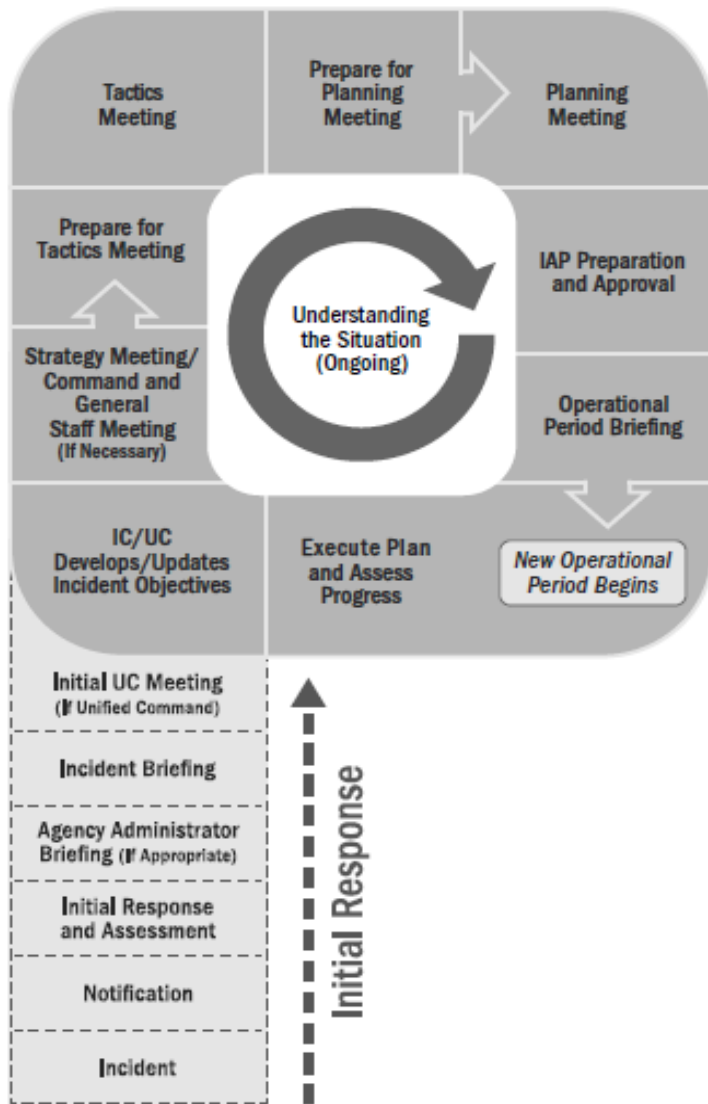 Tactics
Meeting
Prepare for
Planning
Meeting
Planning
Meeting
Prepare for
Tactics Meeting
Understanding
the Situation
(Ongoing)
IAP Preparation
and Approval
Strategy Meeting/
Command and
General
Staff Meeting
(If Necessary)
Operational
Period Briefing
IC/UC
Develops/Updates
Incident Objectives
Execute Plan
and Assess
Progress
New Operational
Period Begins
Initial UC Meeting
(If Unified Command)
Incident Briefing
Agency Administrator
Briefing (If Appropriate)
Initial Response
and Assessment
Notification
Incident
Initial Response